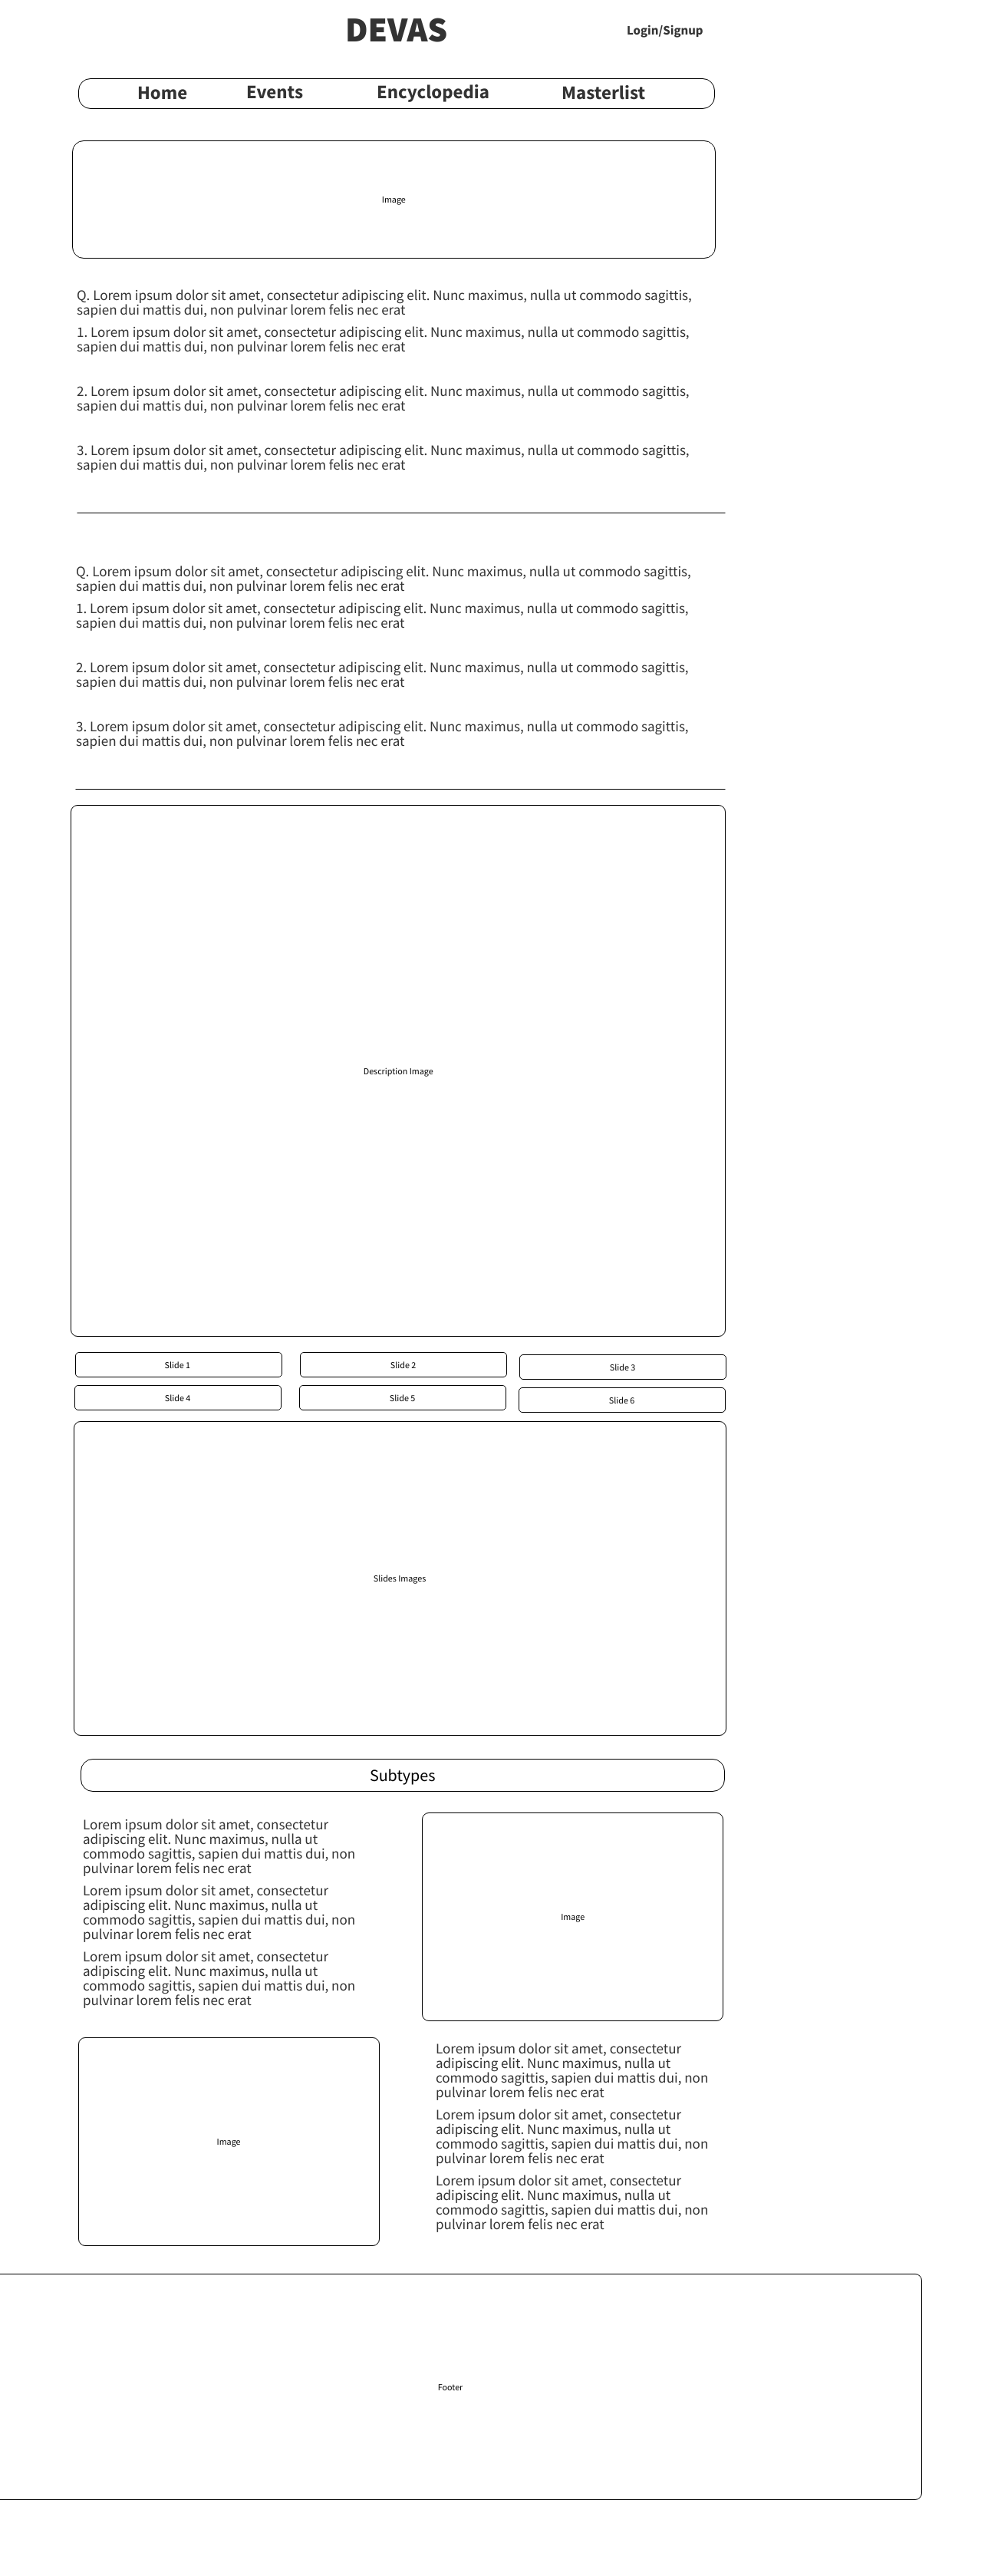 DEVAS
Login/Signup
Home Events Encyclopedia Masterlist
Image
Q. Lorem ipsum dolor sit amet, consectetur adipiscing elit. Nunc maximus, nulla ut commodo sagittis,
sapien dui mattis dui, non pulvinar lorem felis nec erat
1. Lorem ipsum dolor sit amet, consectetur adipiscing elit. Nunc maximus, nulla ut commodo sagittis,
sapien dui mattis dui, non pulvinar lorem felis nec erat
2. Lorem ipsum dolor sit amet, consectetur adipiscing elit. Nunc maximus, nulla ut commodo sagittis,
sapien dui mattis dui, non pulvinar lorem felis nec erat
3. Lorem ipsum dolor sit amet, consectetur adipiscing elit. Nunc maximus, nulla ut commodo sagittis,
sapien dui mattis dui, non pulvinar lorem felis nec erat
Q. Lorem ipsum dolor sit amet, consectetur adipiscing elit. Nunc maximus, nulla ut commodo sagittis,
sapien dui mattis dui, non pulvinar lorem felis nec erat
1. Lorem ipsum dolor sit amet, consectetur adipiscing elit. Nunc maximus, nulla ut commodo sagittis,
sapien dui mattis dui, non pulvinar lorem felis nec erat
2. Lorem ipsum dolor sit amet, consectetur adipiscing elit. Nunc maximus, nulla ut commodo sagittis,
sapien dui mattis dui, non pulvinar lorem felis nec erat
3. Lorem ipsum dolor sit amet, consectetur adipiscing elit. Nunc maximus, nulla ut commodo sagittis,
sapien dui mattis dui, non pulvinar lorem felis nec erat
Description Image
Slide 1 Slide 2 Slide 3
Slide 4 Slide 5 Slide 6
Slides Images
Subtypes
Lorem ipsum dolor sit amet, consectetur
adipiscing elit. Nunc maximus, nulla ut
commodo sagittis, sapien dui mattis dui, non
pulvinar lorem felis nec erat
Lorem ipsum dolor sit amet, consectetur
adipiscing elit. Nunc maximus, nulla ut
commodo sagittis, sapien dui mattis dui, non
pulvinar lorem felis nec erat
Lorem ipsum dolor sit amet, consectetur
adipiscing elit. Nunc maximus, nulla ut
commodo sagittis, sapien dui mattis dui, non
pulvinar lorem felis nec erat
Image
Image
Lorem ipsum dolor sit amet, consectetur
adipiscing elit. Nunc maximus, nulla ut
commodo sagittis, sapien dui mattis dui, non
pulvinar lorem felis nec erat
Lorem ipsum dolor sit amet, consectetur
adipiscing elit. Nunc maximus, nulla ut
commodo sagittis, sapien dui mattis dui, non
pulvinar lorem felis nec erat
Lorem ipsum dolor sit amet, consectetur
adipiscing elit. Nunc maximus, nulla ut
commodo sagittis, sapien dui mattis dui, non
pulvinar lorem felis nec erat
Footer